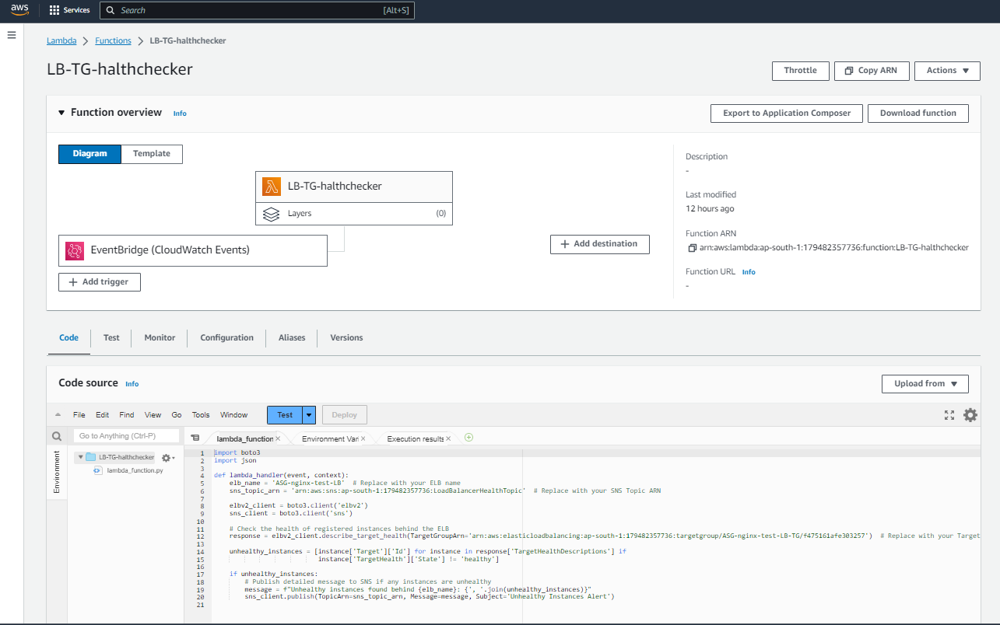 aws Services Search [Alt+S]
Lambda > Functions > LB-TG-halthchecker
LB-TG-halthchecker
Throttle Copy ARN Actions
Function overview Info
Export to Application Composer Download function
Diagram Template
LB-TG-halthchecker
Layers (0)
EventBridge (CloudWatch Events)
+ Add trigger
+ Add destination
Description
-
Last modified
12 hours ago
Function ARN
arn:aws:lambda:ap-south-1:179482357736:function:LB-TG-halthchecker
Function URL Info
-
Code Test Monitor Configuration Aliases Versions
Code source Info
Upload from
File Edit Find View Go Tools Window Test Deploy
Go to Anything (Ctrl-P)
Environment
LB-TG-halthchecker
lambda_function.py
lambda_function Environment Var Execution results
1 import boto3
2 import json
3
4 def lambda_handler(event, context):
5 elb_name = 'ASG-nginx-test-LB' # Replace with your ELB name
6 sns_topic_arn = 'arn:aws:sns:ap-south-1:179482357736:LoadBalancerHealthTopic' # Replace with your SNS Topic ARN
7
8 elbv2_client = boto3.client('elbv2')
9 sns_client = boto3.client('sns')
10
11 # Check the health of registered instances behind the ELB
12 response = elbv2_client.describe_target_health(TargetGroupArn='arn:aws:elasticloadbalancing:ap-south-1:179482357736:targetgroup/ASG-nginx-test-LB-TG/f475161afe303257') # Replace with your Target
13
14 unhealthy_instances = [instance['Target']['Id'] for instance in response['TargetHealthDescriptions'] if
15 instance['TargetHealth']['State'] != 'healthy']
16
17 if unhealthy_instances:
18 # Publish detailed message to SNS if any instances are unhealthy
19 message = f"Unhealthy instances found behind {elb_name}: {', '.join(unhealthy_instances)}"
20 sns_client.publish(TopicArn=sns_topic_arn, Message=message, Subject='Unhealthy Instances Alert')
21